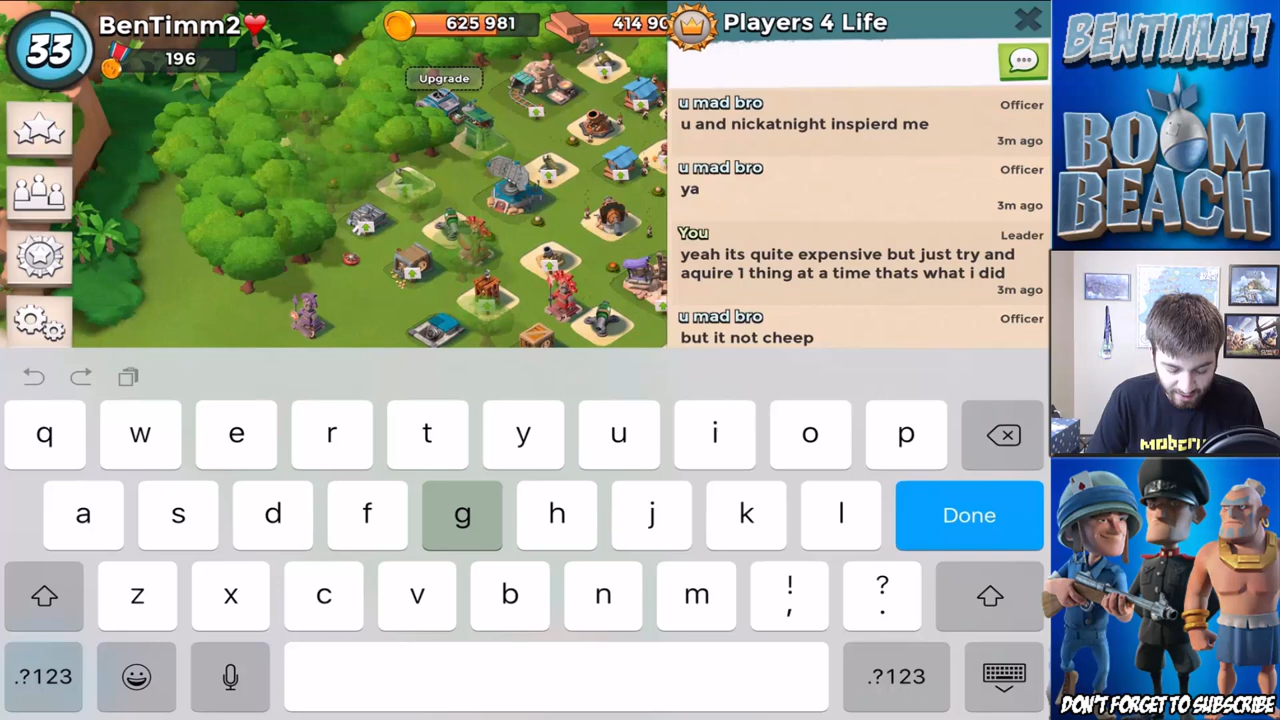 33
BenTimm2❤️
196
625 981
414 90
Upgrade
Players 4 Life
u mad bro
Officer
u and nickatnight inspierd me
3m ago
u mad bro
Officer
ya
3m ago
You
Leader
yeah its quite expensive but just try and
aquire 1 thing at a time thats what i did
3m ago
u mad bro
Officer
but it not cheep
q w e r t y u i o p
a s d f g h j k l Done
z x c v b n m ! , ? .
.?123 .?123
BENTIMM1
BOOM
BEACH
DON'T FORGET TO SUBSCRIBE